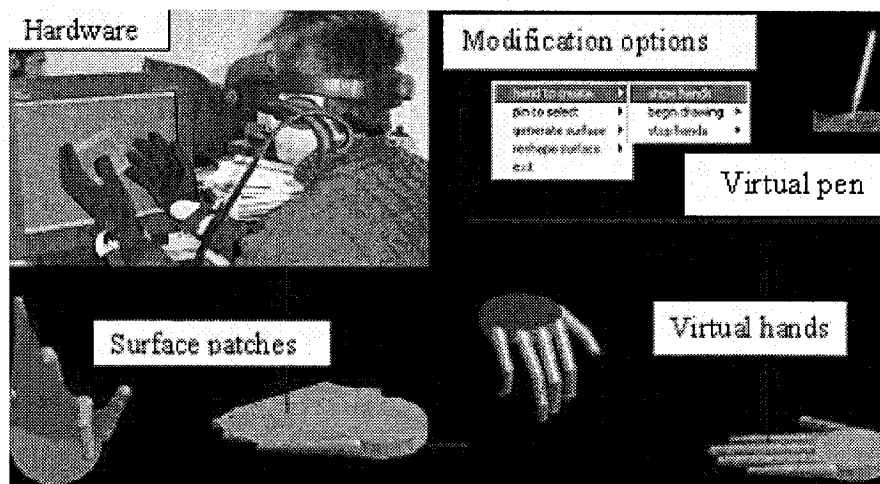 Hardware
Modification options
hand to create
show hands
pin to select
begin drawing
generate surface
stop hands
reshape surface
exit
Virtual pen
Surface patches
Virtual hands